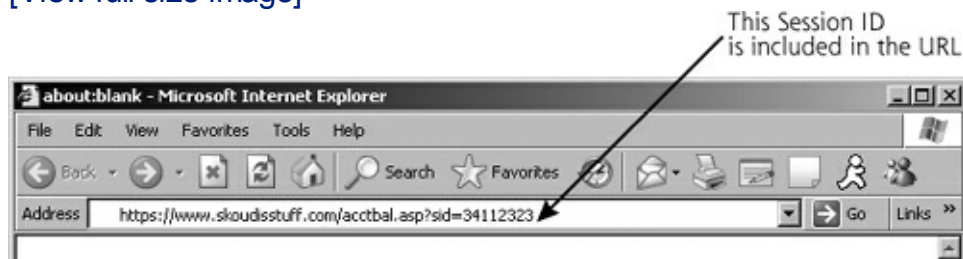 [View full size image]
This Session ID
is included in the URL
about:blank - Microsoft Internet Explorer
File Edit View Favorites Tools Help
Back Search Favorites
Address https://www.skoudisstuff.com/acctbal.asp?sid=34112323 Go Links »